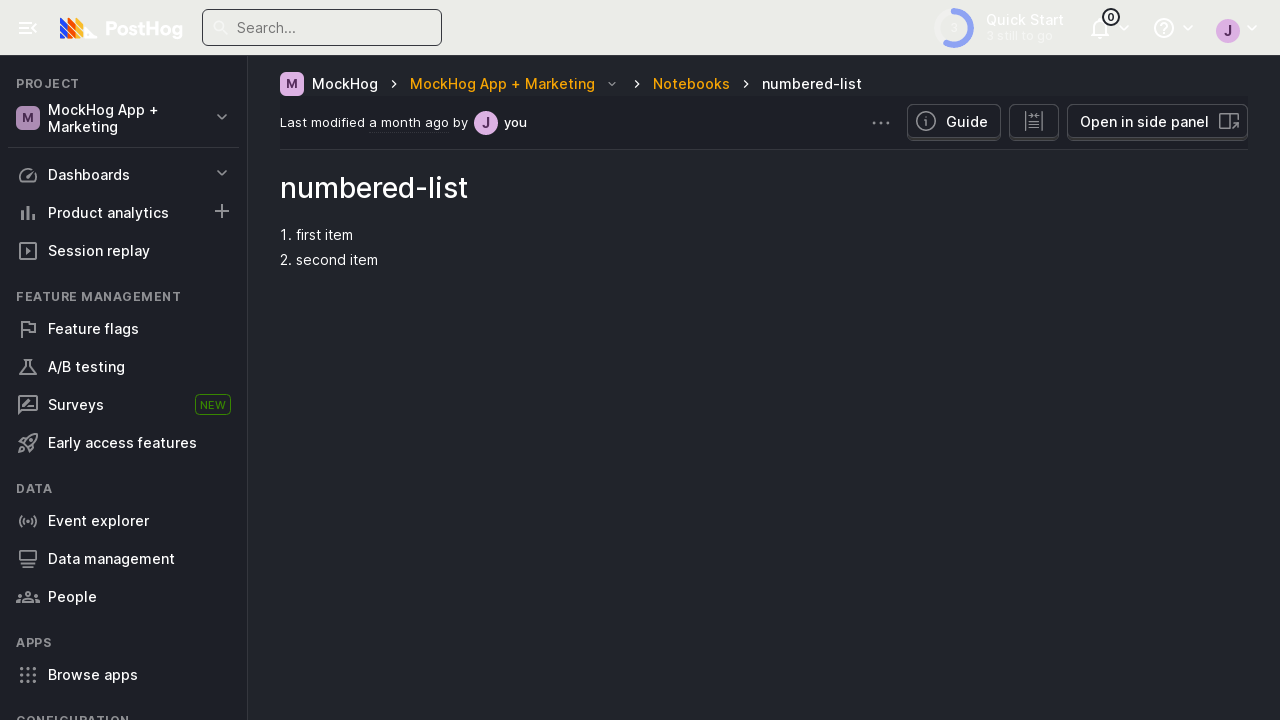 PostHog
Search...
3
Quick Start
3 still to go
0
J
PROJECT
M
MockHog App +
Marketing
Dashboards
Product analytics
Session replay
FEATURE MANAGEMENT
Feature flags
A/B testing
Surveys
NEW
Early access features
DATA
Event explorer
Data management
People
APPS
Browse apps
CONFIGURATION
M MockHog > MockHog App + Marketing > Notebooks > numbered-list
Last modified a month ago by J you
Guide
Open in side panel
numbered-list
1. first item
2. second item